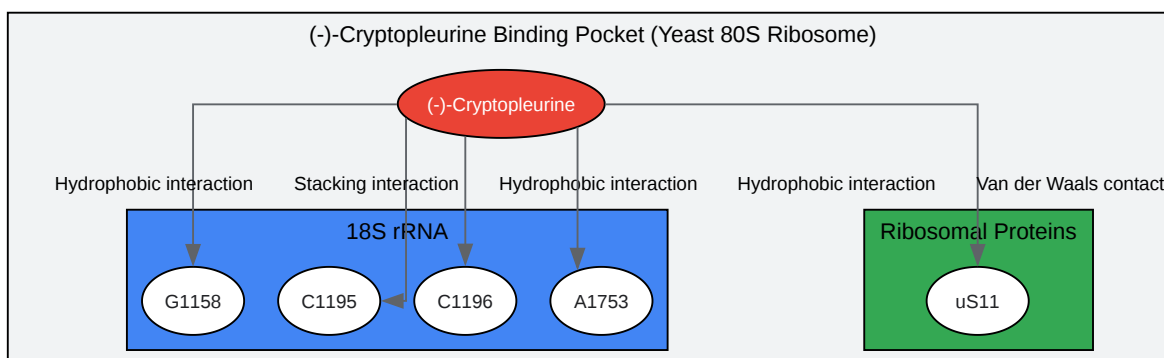 (-)-Cryptopleurine Binding Pocket (Yeast 80S Ribosome)
(-)-Cryptopleurine
Hydrophobic interaction
Stacking interaction
Hydrophobic interaction
Hydrophobic interaction
Van der Waals contact
18S rRNA
Ribosomal Proteins
G1158
C1195
C1196
A1753
uS11